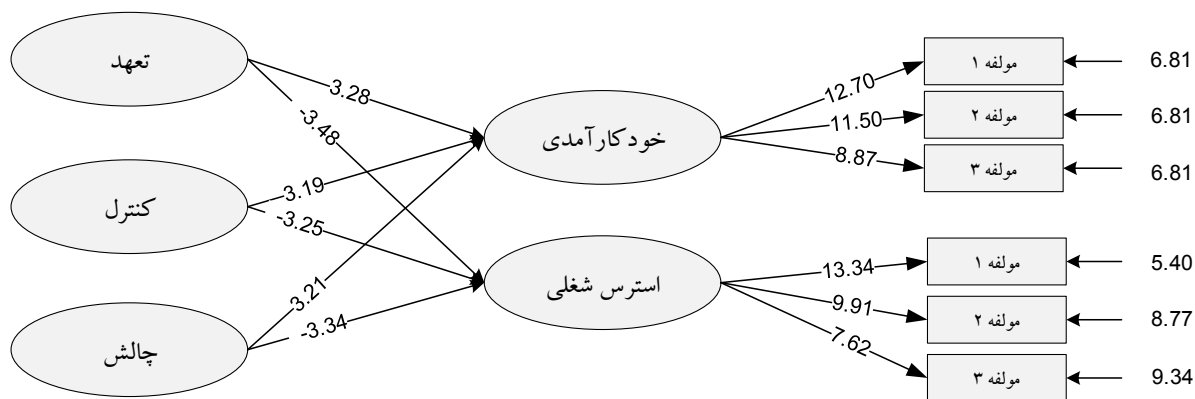 تعهد
کنترل
چالش
3.28
-3.48
3.19
-3.25
3.21
-3.34
خودکارآمدی
استرس شغلی
12.70
11.50
8.87
13.34
9.91
7.62
مولفه ۱
6.81
مولفه ۲
6.81
مولفه ۳
6.81
مولفه ۱
5.40
مولفه ۲
8.77
مولفه ۳
9.34